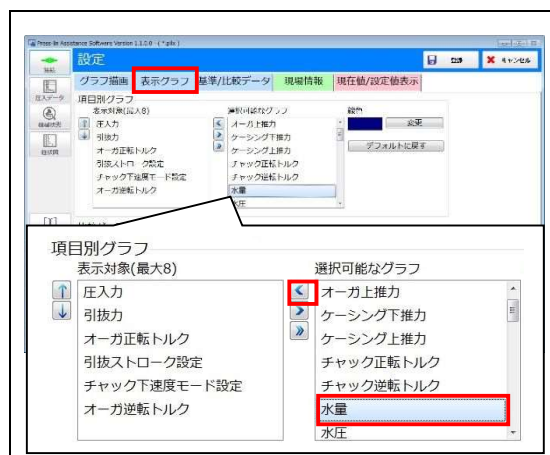 Press-in Assistance Software Version 1.1.0.0 - ( *.pilx )
設定
登録
キャンセル
グラフ描画 表示グラフ 基準/比較データ 現場情報 現在値/設定値表示
圧入データ
項目別グラフ
表示対象(最大8) 選択可能なグラフ 線色
圧入力 オーガ上推力 変更
引抜力 ケーシング下推力
オーガ正転トルク ケーシング上推力 デフォルトに戻す
引抜ストローク設定 チャック正転トルク
チャック下速度モード設定 チャック逆転トルク
オーガ逆転トルク 水量
水圧
項目別グラフ
表示対象(最大8) 選択可能なグラフ
圧入力 オーガ上推力
引抜力 ケーシング下推力
オーガ正転トルク ケーシング上推力
引抜ストローク設定 チャック正転トルク
チャック下速度モード設定 チャック逆転トルク
オーガ逆転トルク 水量
水圧